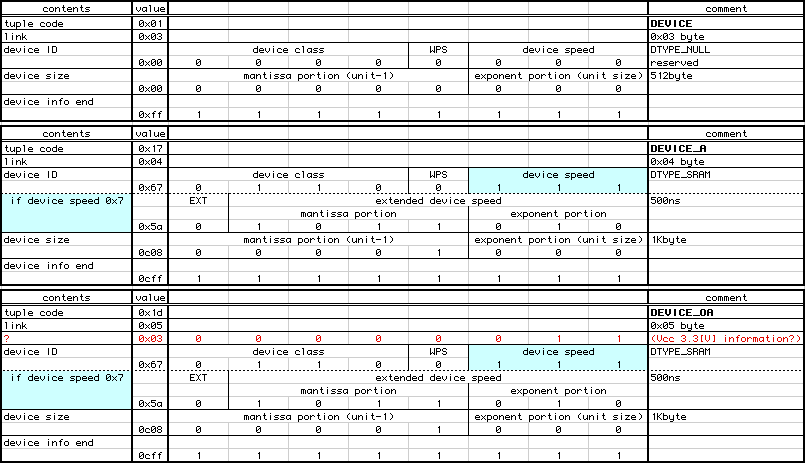 contents value comment
tuple code 0x01 DEVICE
link 0x03 0x03 byte
device ID device class WPS device speed DTYPE_NULL
0x00 0 0 0 0 0 0 0 0 reserved
device size mantissa portion (unit-1) exponent portion (unit size) 512byte
0x00 0 0 0 0 0 0 0 0
device info end
0xff 1 1 1 1 1 1 1 1
contents value comment
tuple code 0x17 DEVICE_A
link 0x04 0x04 byte
device ID device class WPS device speed DTYPE_SRAM
0x67 0 1 1 0 0 1 1 1
if device speed 0x7 EXT extended device speed 500ns
mantissa portion exponent portion
0x5a 0 1 0 1 1 0 1 0
device size mantissa portion (unit-1) exponent portion (unit size) 1Kbyte
0c08 0 0 0 0 1 0 0 0
device info end
0cff 1 1 1 1 1 1 1 1
contents value comment
tuple code 0x1d DEVICE_OA
link 0x05 0x05 byte
? 0x03 0 0 0 0 0 0 1 1 (Vcc 3.3[V] information?)
device ID device class WPS device speed DTYPE_SRAM
0x67 0 1 1 0 0 1 1 1
if device speed 0x7 EXT extended device speed 500ns
mantissa portion exponent portion
0x5a 0 1 0 1 1 0 1 0
device size mantissa portion (unit-1) exponent portion (unit size) 1Kbyte
0c08 0 0 0 0 1 0 0 0
device info end
0cff 1 1 1 1 1 1 1 1